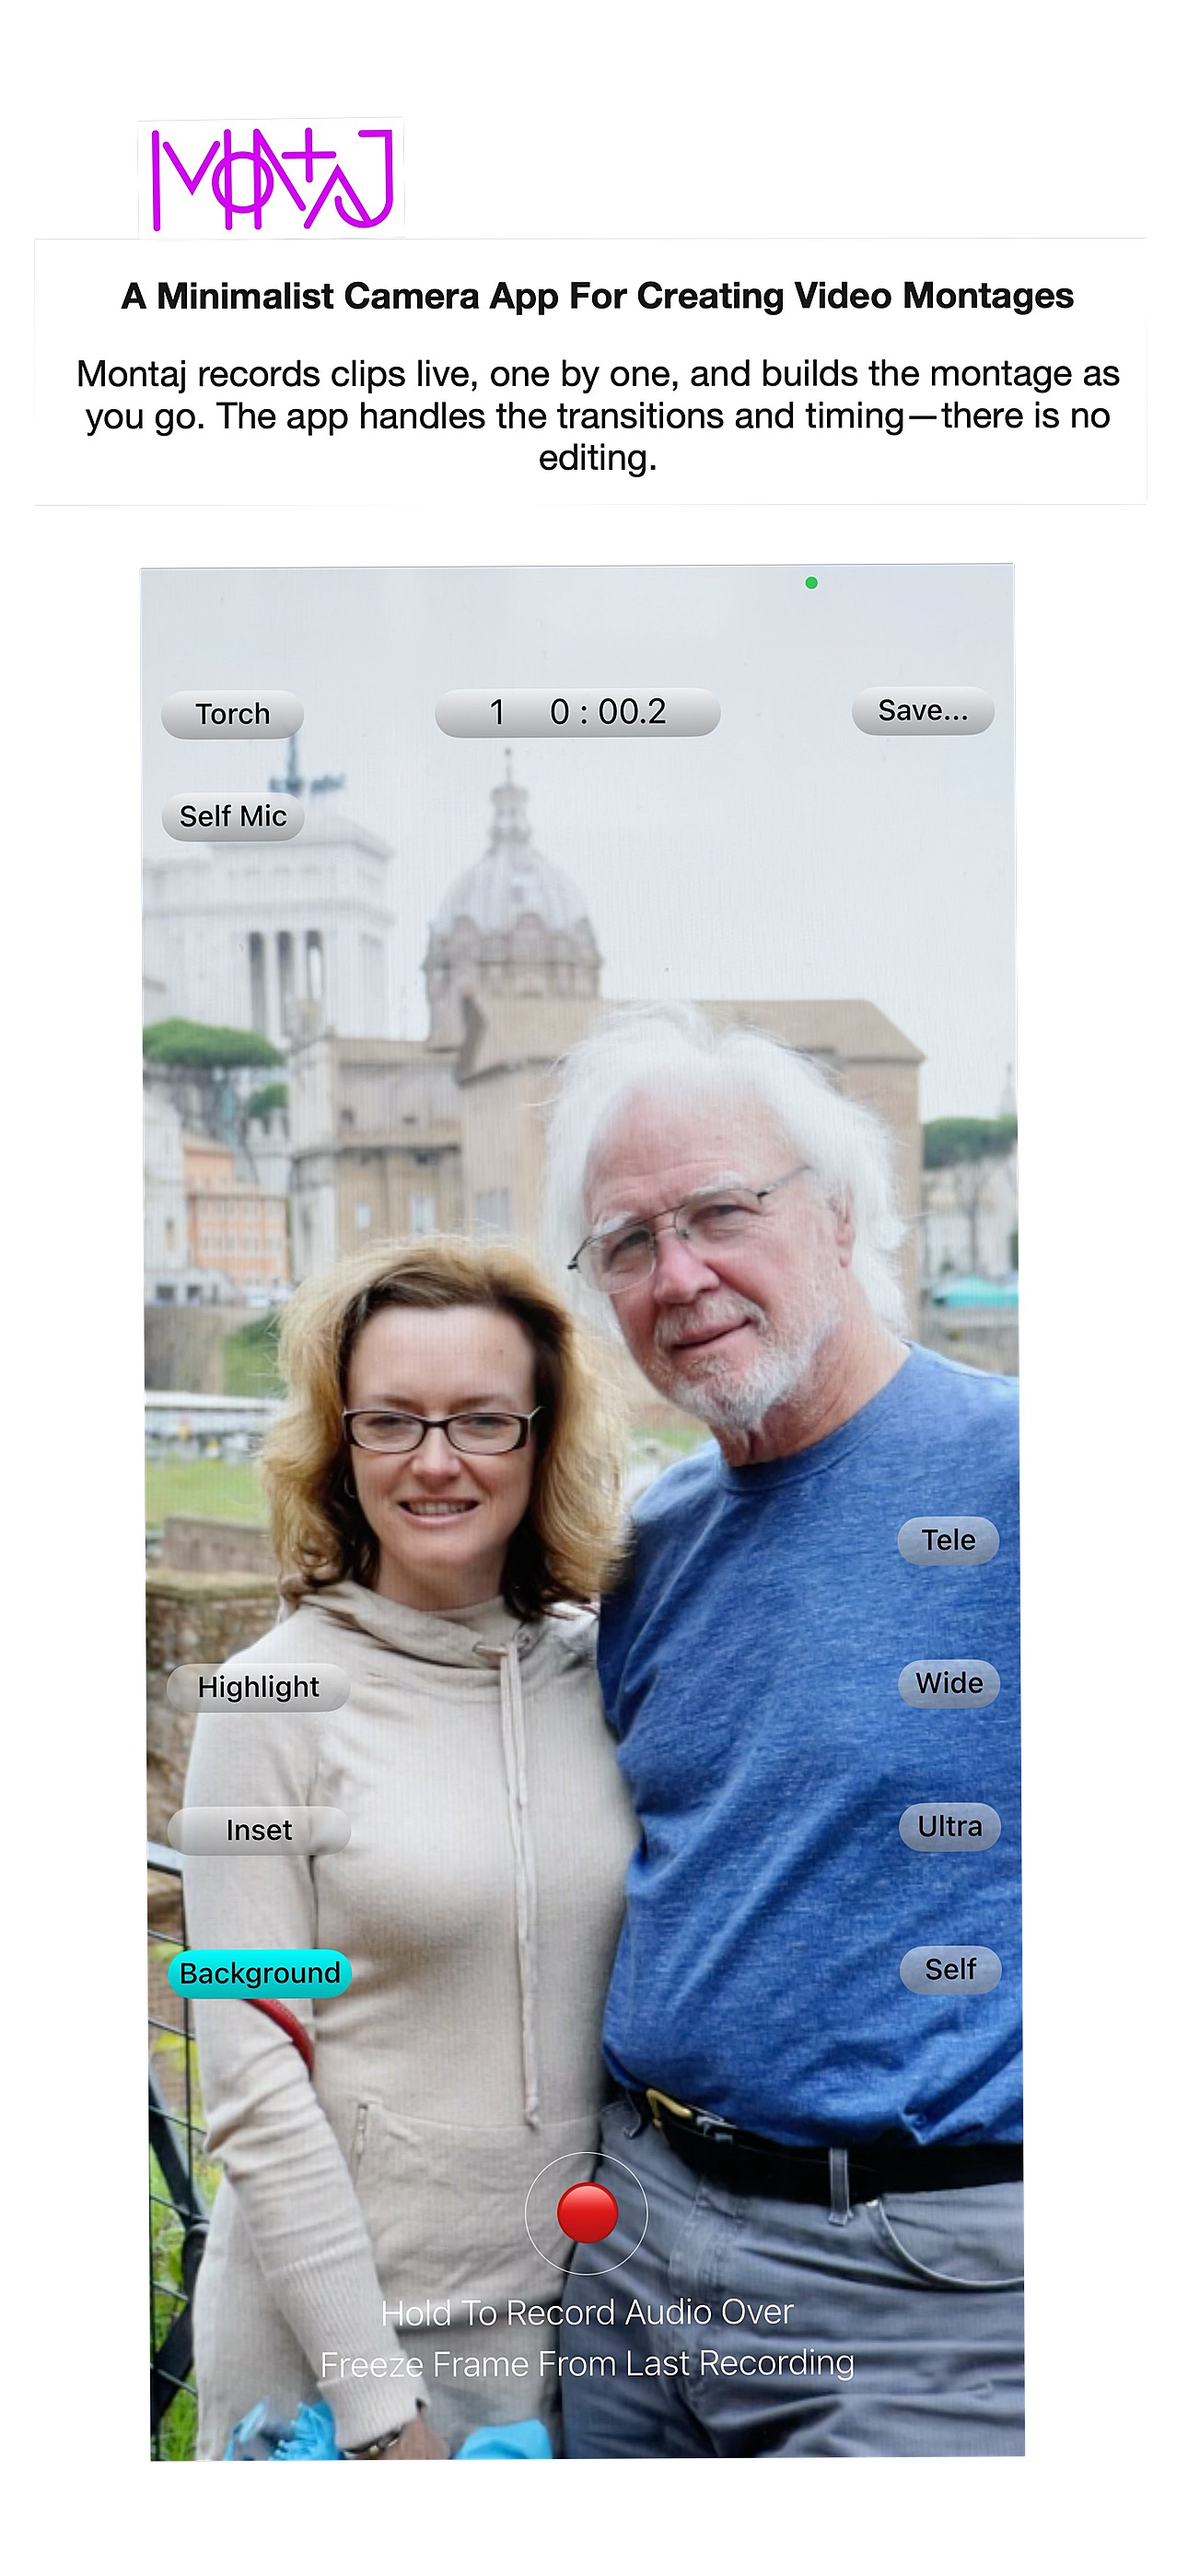 MONTAJ
A Minimalist Camera App For Creating Video Montages
Montaj records clips live, one by one, and builds the montage as
you go. The app handles the transitions and timing—there is no
editing.
Torch
1 0 : 00.2
Save...
Self Mic
Tele
Highlight
Wide
Inset
Ultra
Background
Self
Hold To Record Audio Over
Freeze Frame From Last Recording